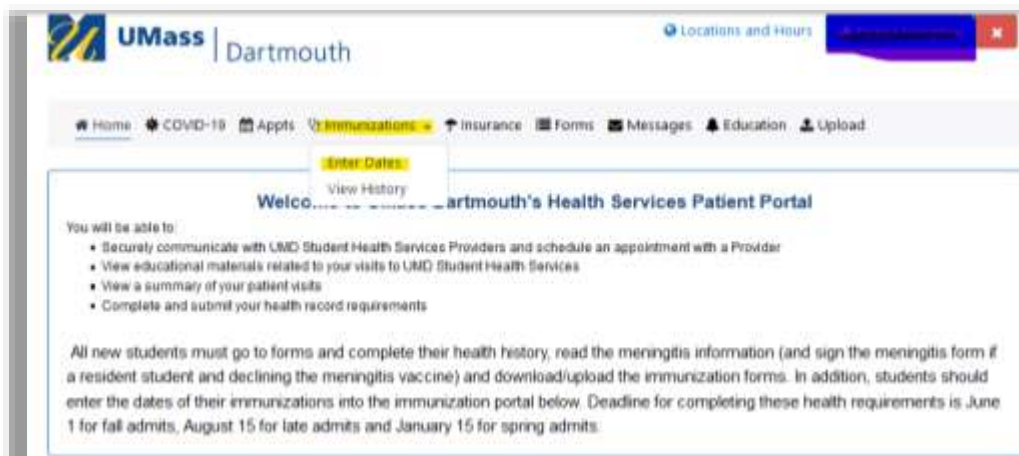 UMass
Dartmouth
Locations and Hours
Home COVID-19 Appts Immunizations Insurance Forms Messages Education Upload
Enter Dates
View History
Welcome to UMass Dartmouth's Health Services Patient Portal
You will be able to:
Securely communicate with UMD Student Health Services Providers and schedule an appointment with a Provider
View educational materials related to your visits to UMD Student Health Services
View a summary of your patient visits
Complete and submit your health record requirements
All new students must go to forms and complete their health history, read the meningitis information (and sign the meningitis form if
a resident student and declining the meningitis vaccine) and download/upload the immunization forms. In addition, students should
enter the dates of their immunizations into the immunization portal below. Deadline for completing these health requirements is June
1 for fall admits, August 15 for late admits and January 15 for spring admits.